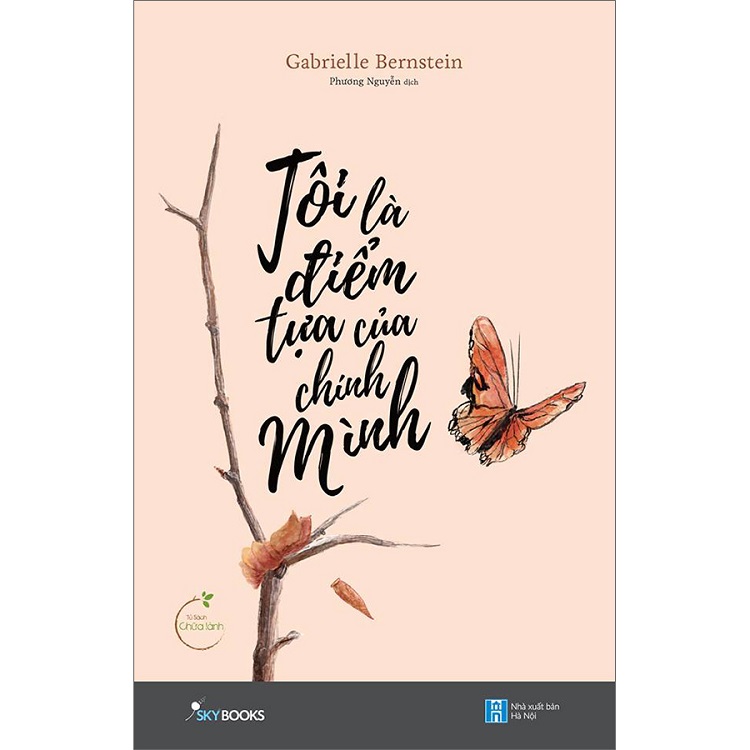 Gabrielle Bernstein
Phương Nguyễn dịch
Tôi là
điểm
tựa của
chính
Mình
Tủ Sách
Chữa lành
SKYBOOKS
Nhà xuất bản
Hà Nội